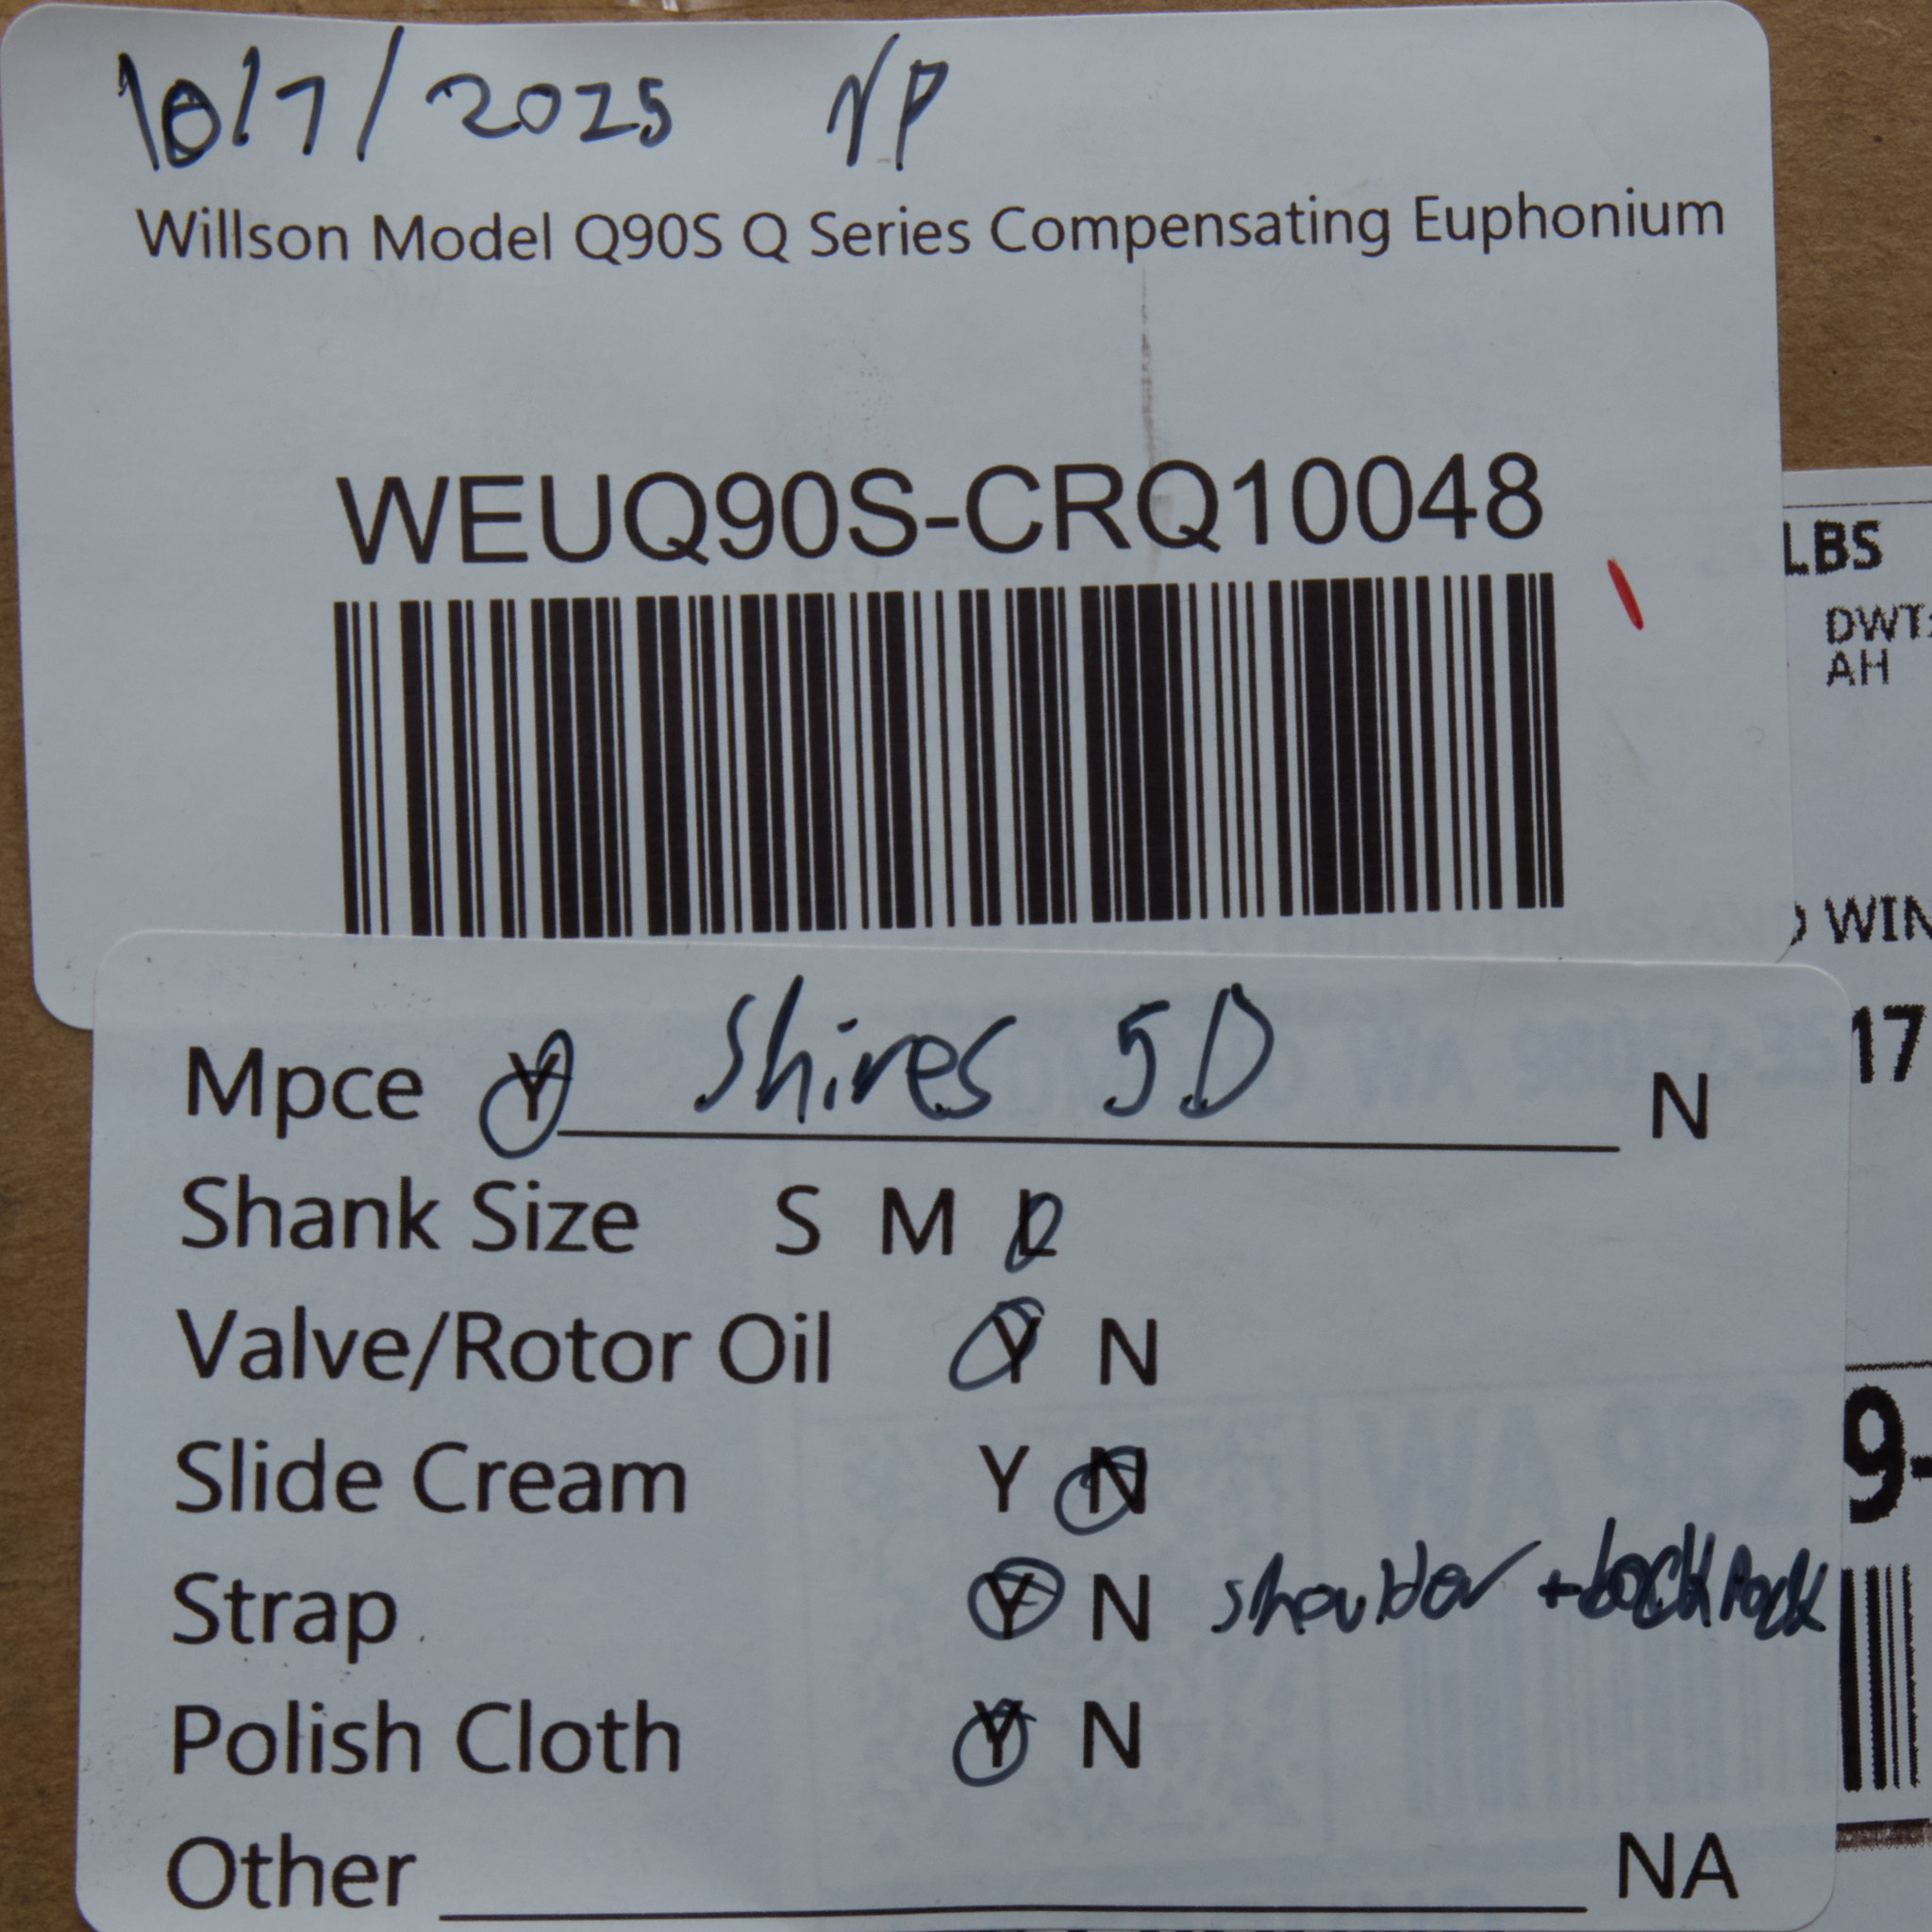 10/7/2025 NP
Willson Model Q90S Q Series Compensating Euphonium
WEUQ90S-CRQ10048
LBS
DWT:
AH
WIN
17
9-
Mpce Y Shires 5D N
Shank Size S M L
Valve/Rotor Oil Y N
Slide Cream Y N
Strap Y N shoulder + backpack
Polish Cloth Y N
Other NA